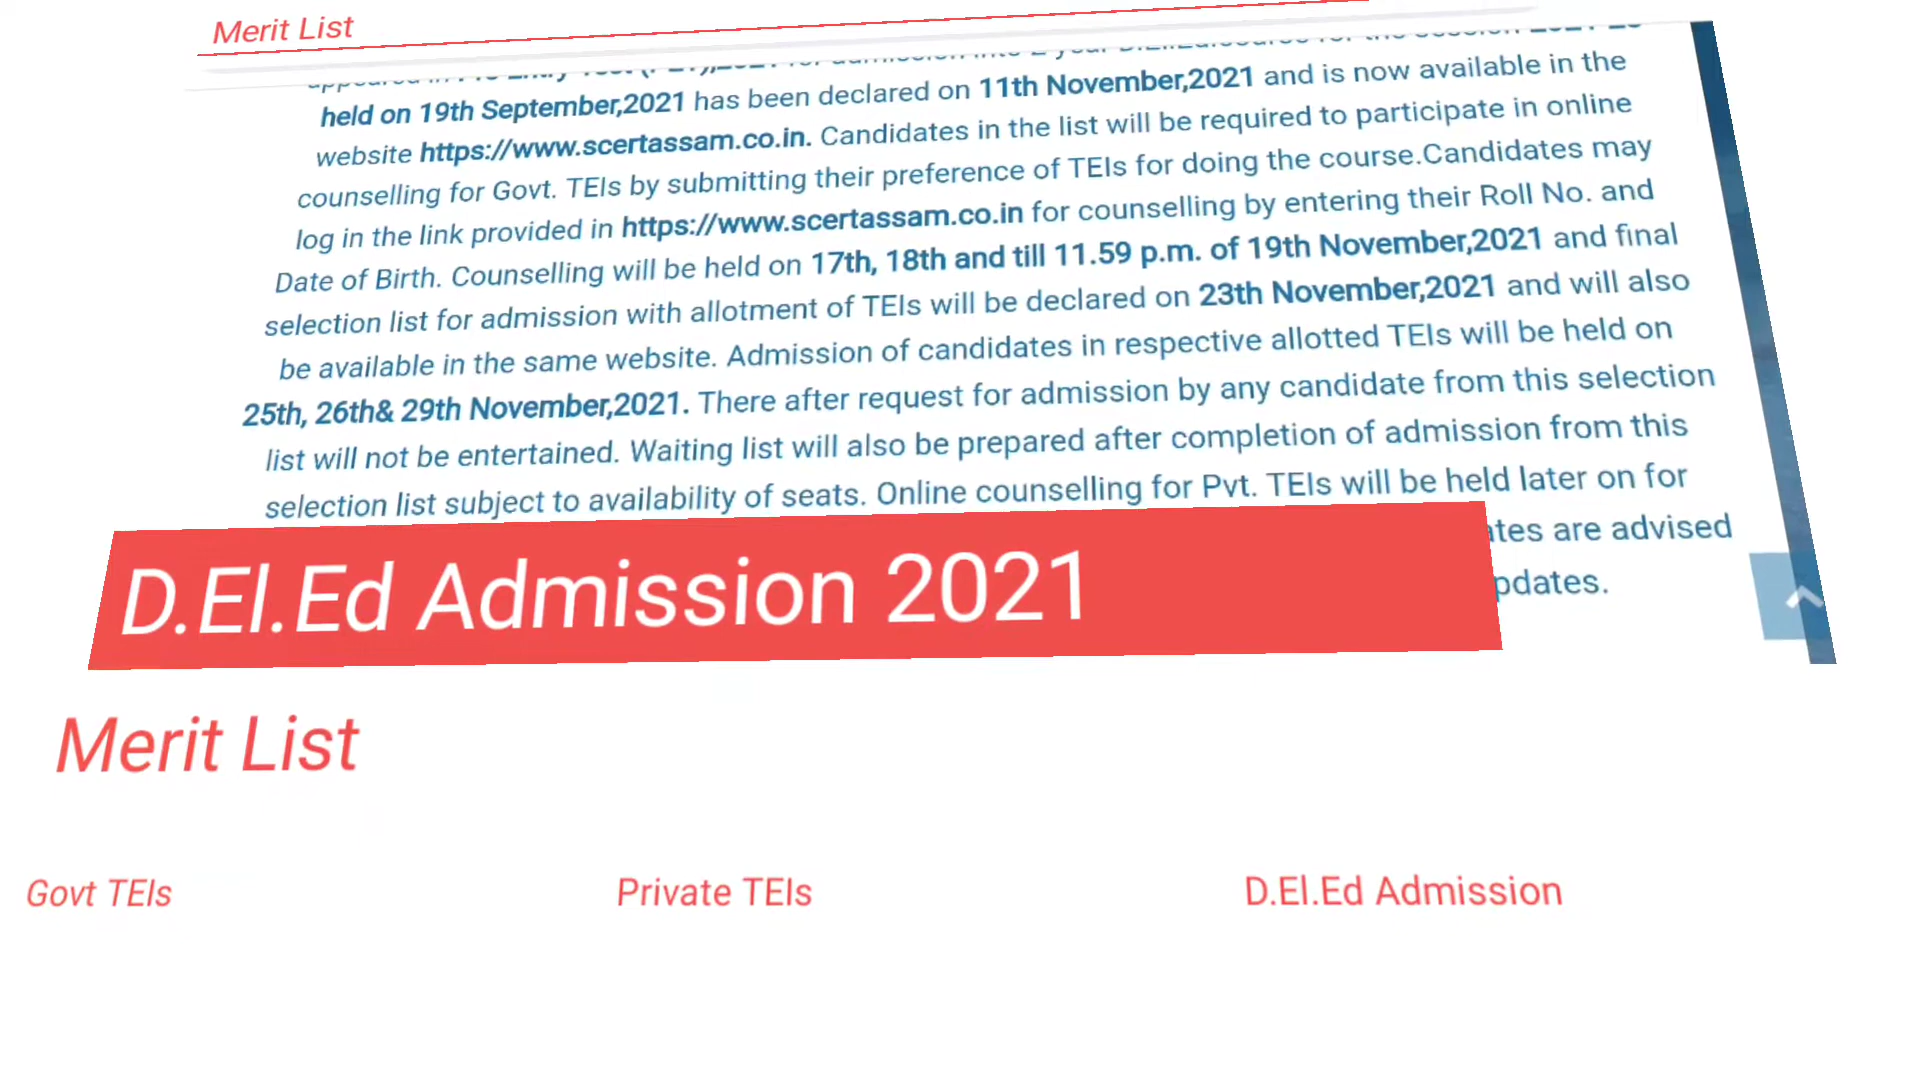 Merit List
held on 19th September,2021 has been declared on 11th November,2021 and is now available in the
website https://www.scertassam.co.in. Candidates in the list will be required to participate in online
counselling for Govt. TEIs by submitting their preference of TEIs for doing the course.Candidates may
log in the link provided in https://www.scertassam.co.in for counselling by entering their Roll No. and
Date of Birth. Counselling will be held on 17th, 18th and till 11.59 p.m. of 19th November,2021 and final
selection list for admission with allotment of TEIs will be declared on 23th November,2021 and will also
be available in the same website. Admission of candidates in respective allotted TEIs will be held on
25th, 26th& 29th November,2021. There after request for admission by any candidate from this selection
list will not be entertained. Waiting list will also be prepared after completion of admission from this
selection list subject to availability of seats. Online counselling for Pvt. TEIs will be held later on for
are advised
D.El.Ed Admission 2021
Merit List
Govt TEIs Private TEIs D.El.Ed Admission